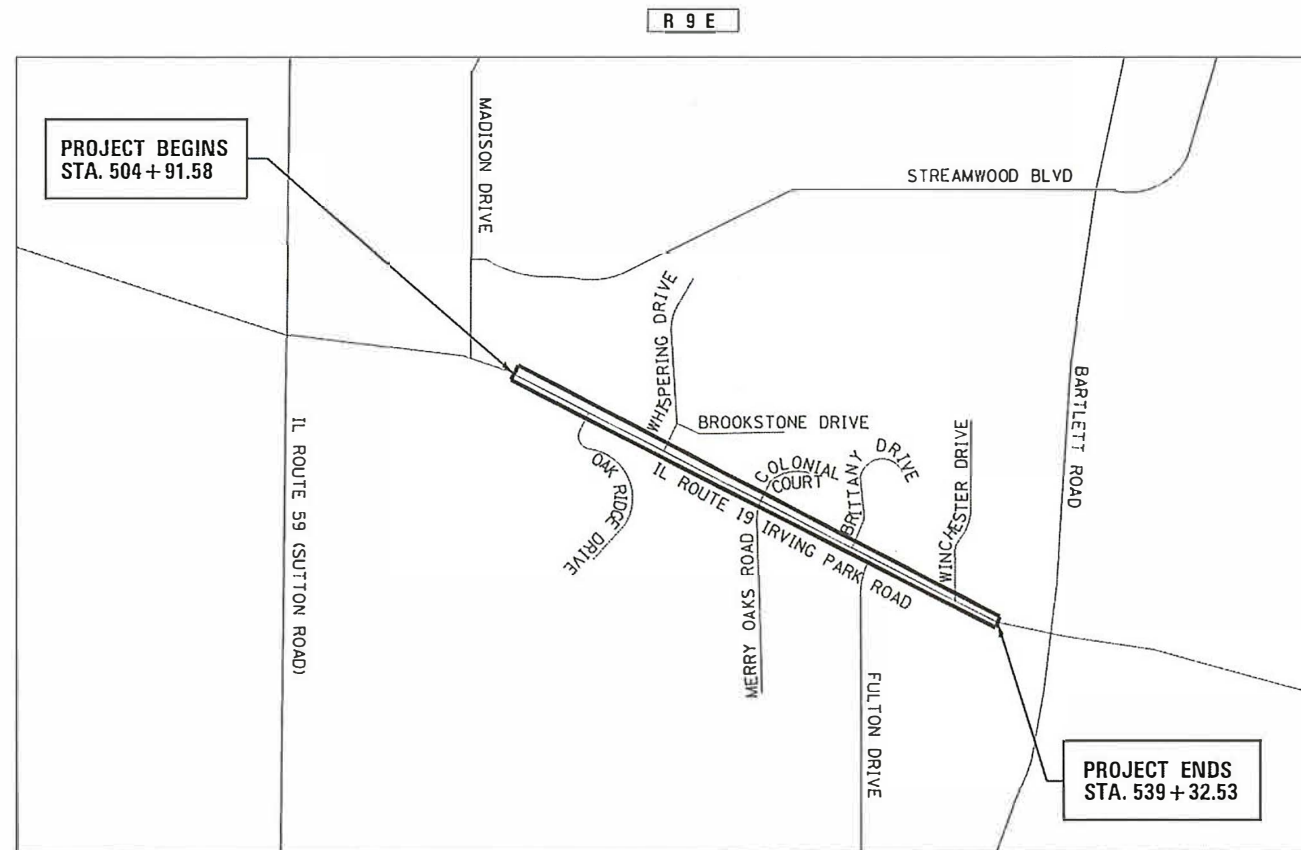 R 9 E
PROJECT BEGINS
STA. 504+91.58
MADISON DRIVE
STREAMWOOD BLVD
WHISPERING DRIVE
BROOKSTONE DRIVE
IL ROUTE 59 (SUTTON ROAD)
OAK RIDGE DRIVE
IL ROUTE 19 IRVING PARK ROAD
COLONIAL
COURT
BRITTANY DRIVE
WINCHESTER DRIVE
BARTLETT ROAD
MERRY OAKS ROAD
FULTON DRIVE
PROJECT ENDS
STA. 539+32.53